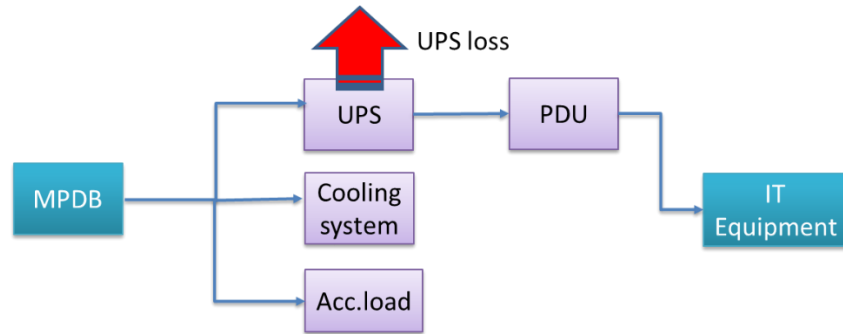 UPS loss
UPS
PDU
MPDB
Cooling
system
IT
Equipment
Acc.load